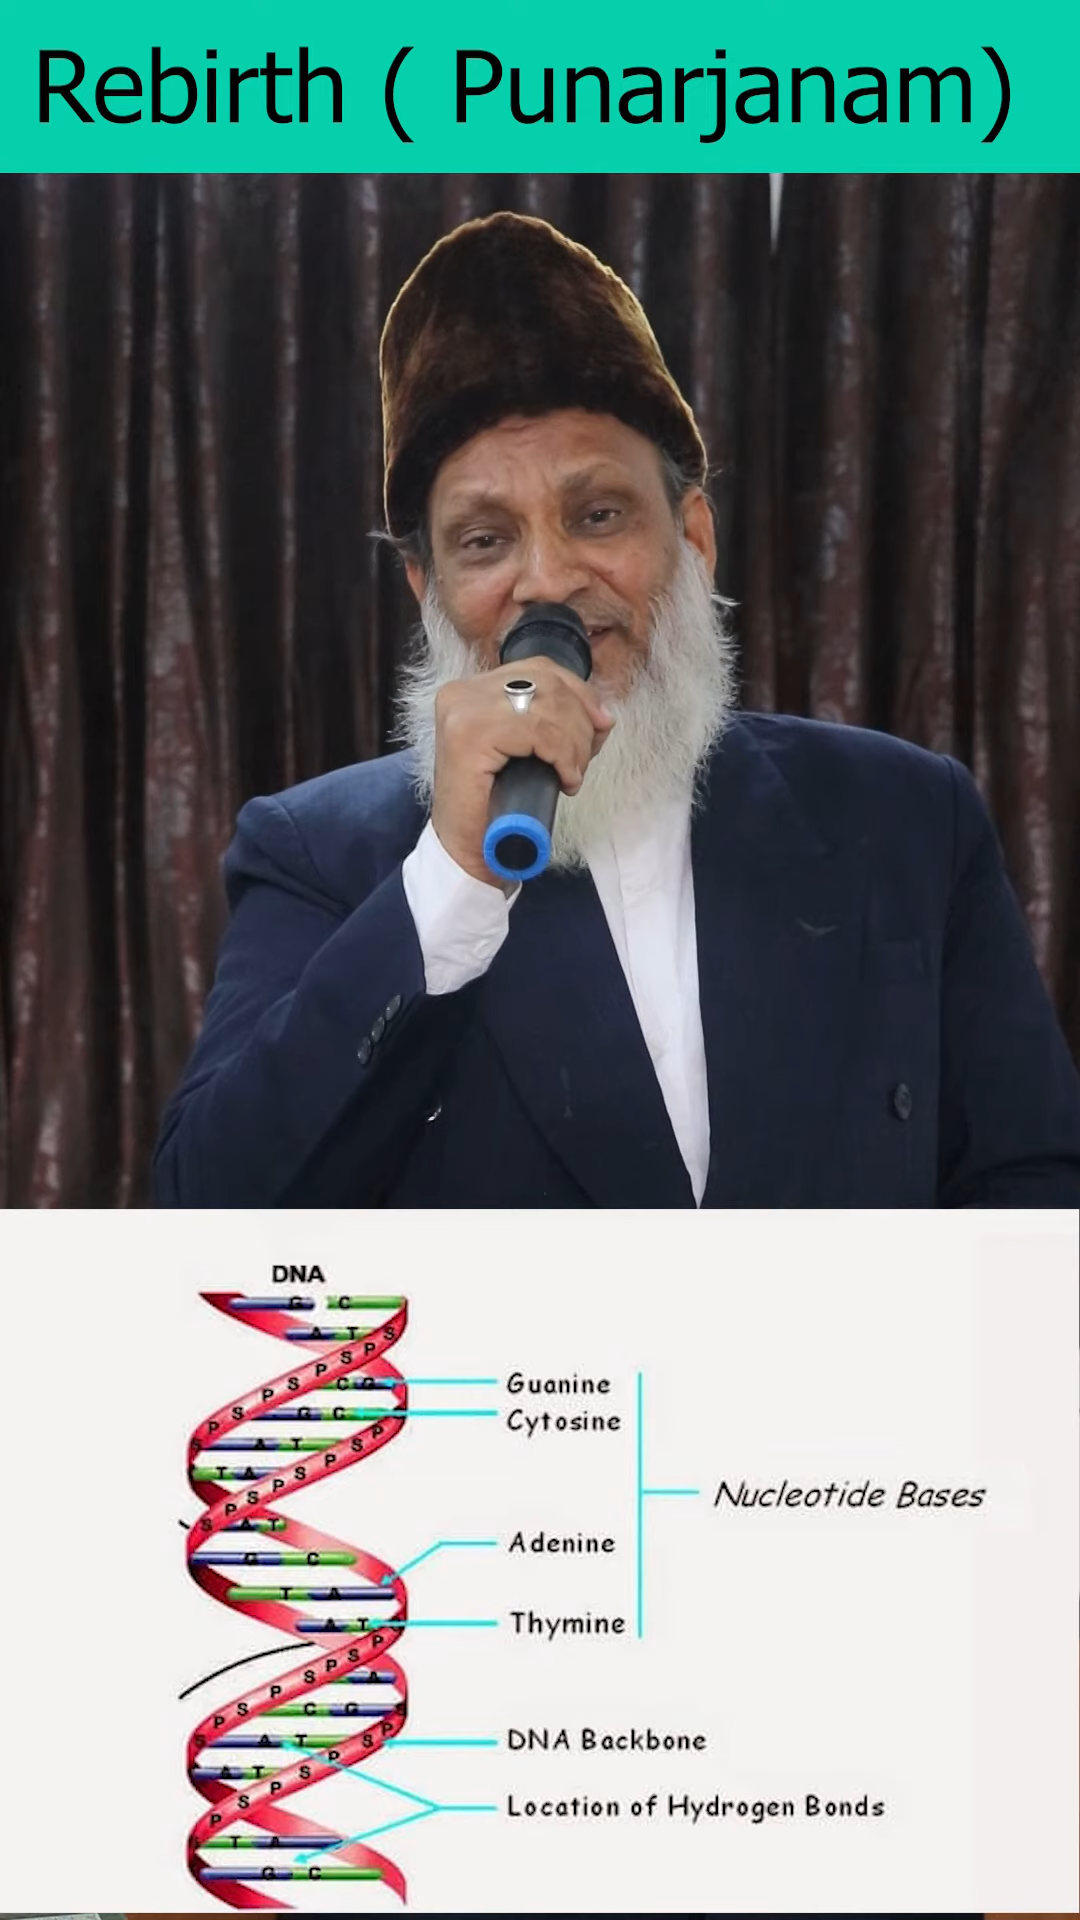 Rebirth ( Punarjanam)
DNA
G C
A T S
P
S
P
C G
S
P
G C
S
P
P
S
A T
S
P
T A
S
P
S
P
S
A T
G C
T A
A T
P
S
P
S
A
P
C G
S
S
P
P
A T
S
S
P
A T
S
P
S
P
T A
G C
Guanine
Cytosine
Nucleotide Bases
Adenine
Thymine
DNA Backbone
Location of Hydrogen Bonds